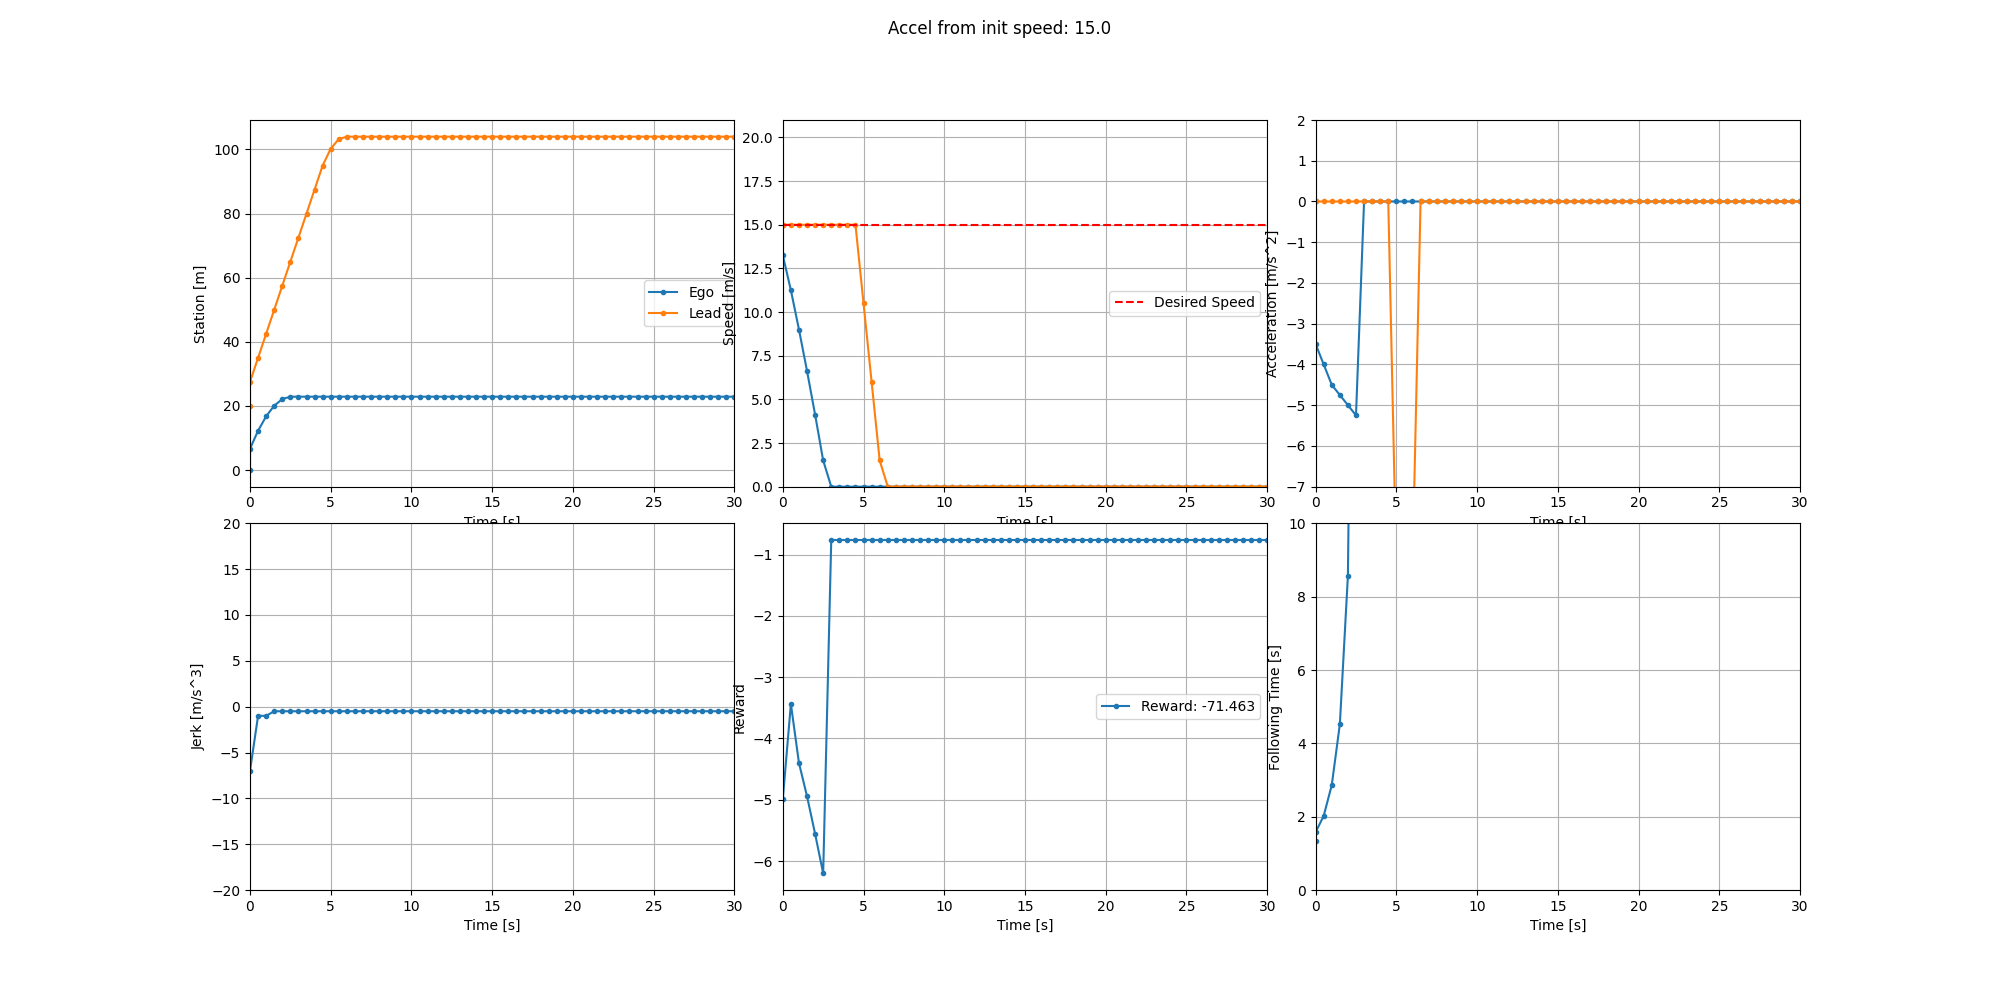 Accel from init speed: 15.0
Station [m]
100
80
60
40
20
0
0 5 10 15 20 25 30
Time [s]
Ego
Lead
Speed [m/s]
20.0
17.5
15.0
12.5
10.0
7.5
5.0
2.5
0.0
0 5 10 15 20 25 30
Time [s]
Desired Speed
Acceleration [m/s^2]
2
1
0
−1
−2
−3
−4
−5
−6
−7
0 5 10 15 20 25 30
Time [s]
Jerk [m/s^3]
20
15
10
5
0
−5
−10
−15
−20
0 5 10 15 20 25 30
Time [s]
Reward
−1
−2
−3
−4
−5
−6
0 5 10 15 20 25 30
Time [s]
Reward: -71.463
Following Time [s]
10
8
6
4
2
0
0 5 10 15 20 25 30
Time [s]